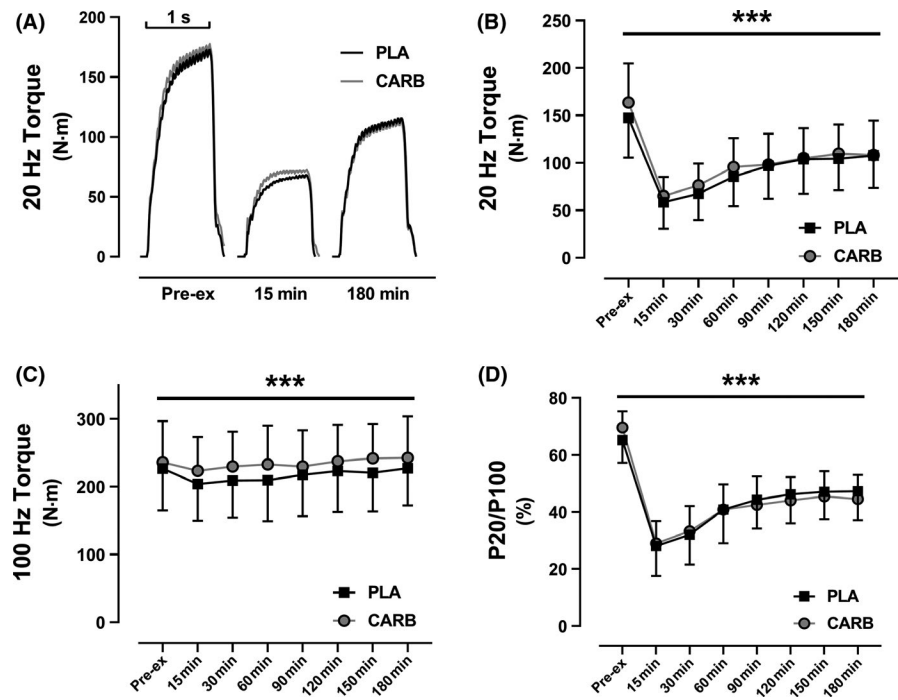 (A)
1 s
PLA
CARB
20 Hz Torque
(N·m)
200
150
100
50
0
Pre-ex 15 min 180 min
(B)
***
20 Hz Torque
(N·m)
250
200
150
100
50
0
PLA
CARB
Pre-ex 15 min 30 min 60 min 90 min 120 min 150 min 180 min
(C)
***
100 Hz Torque
(N·m)
300
200
100
0
PLA
CARB
Pre-ex 15 min 30 min 60 min 90 min 120 min 150 min 180 min
(D)
***
P20/P100
(%)
80
60
40
20
0
PLA
CARB
Pre-ex 15 min 30 min 60 min 90 min 120 min 150 min 180 min